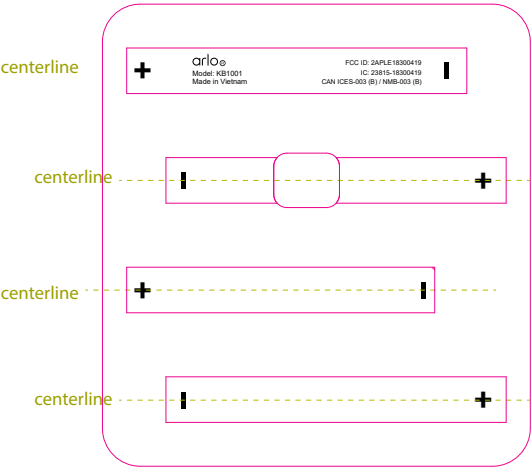 centerline
arlo
Model: KB1001
Made in Vietnam
FCC ID: 2APLE18300419
IC: 23815-18300419
CAN ICES-003 (B) / NMB-003 (B)
centerline
centerline
centerline